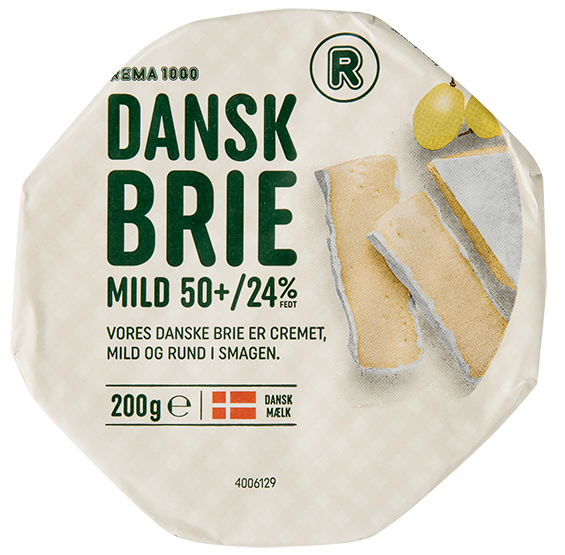 REMA 1000
R
DANSK
BRIE
MILD 50+/24%
FEDT
VORES DANSKE BRIE ER CREMET,
MILD OG RUND I SMAGEN.
200g ℮
DANSK
MÆLK
4006129